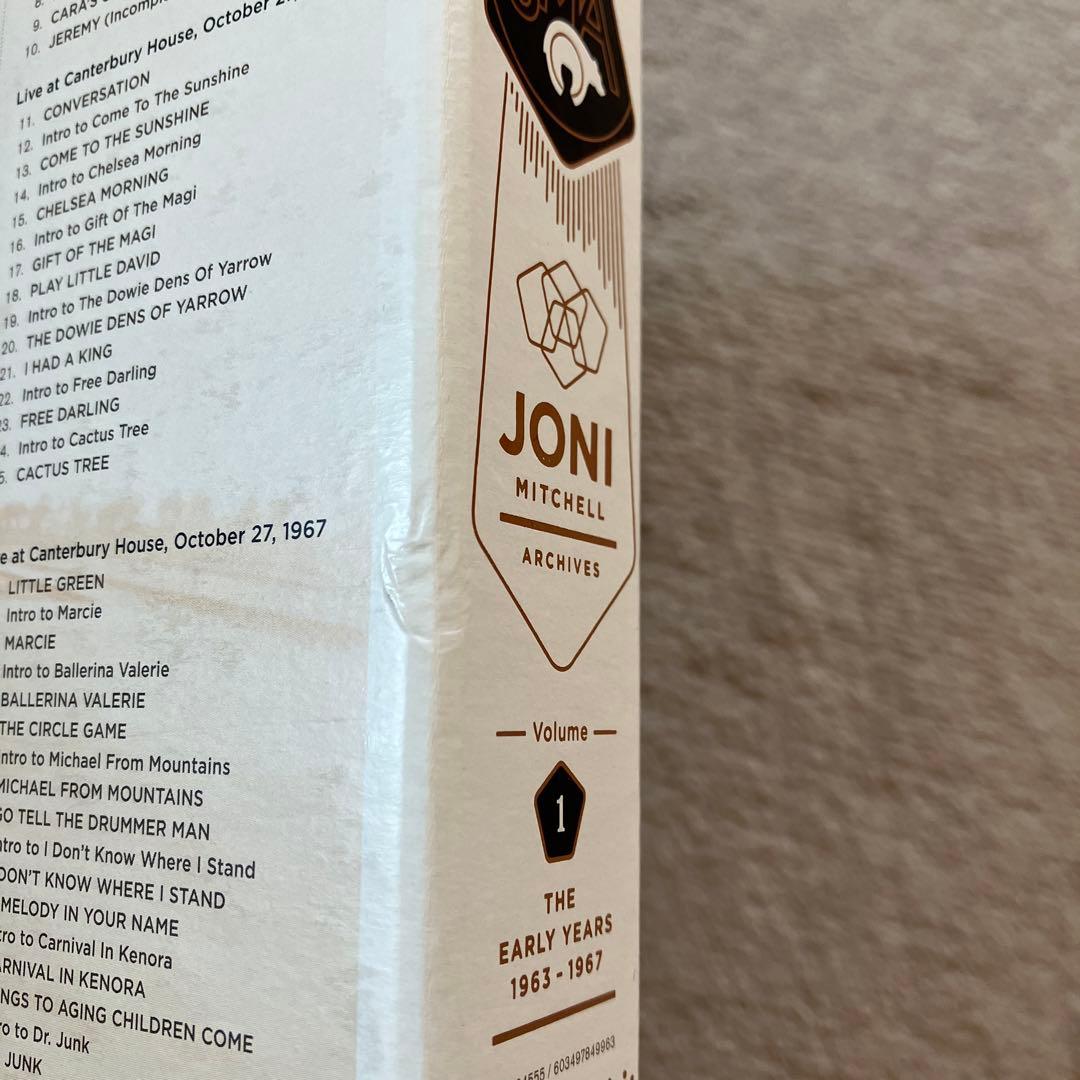 8.
9. CARA'S
10. JEREMY (Incompl
Live at Canterbury House, October 2
11. CONVERSATION
12. Intro to Come To The Sunshine
13. COME TO THE SUNSHINE
14. Intro to Chelsea Morning
15. CHELSEA MORNING
16. Intro to Gift Of The Magi
17. GIFT OF THE MAGI
18. PLAY LITTLE DAVID
19. Intro to The Dowie Dens Of Yarrow
20. THE DOWIE DENS OF YARROW
21. I HAD A KING
22. Intro to Free Darling
3. FREE DARLING
4. Intro to Cactus Tree
5. CACTUS TREE
e at Canterbury House, October 27, 1967
LITTLE GREEN
Intro to Marcie
MARCIE
Intro to Ballerina Valerie
BALLERINA VALERIE
THE CIRCLE GAME
ntro to Michael From Mountains
MICHAEL FROM MOUNTAINS
GO TELL THE DRUMMER MAN
tro to I Don't Know Where I Stand
DON'T KNOW WHERE I STAND
MELODY IN YOUR NAME
tro to Carnival In Kenora
ARNIVAL IN KENORA
NGS TO AGING CHILDREN COME
ro to Dr. Junk
JUNK
JONI
MITCHELL
ARCHIVES
Volume
1
THE
EARLY YEARS
1963 - 1967
4555 / 603497849963